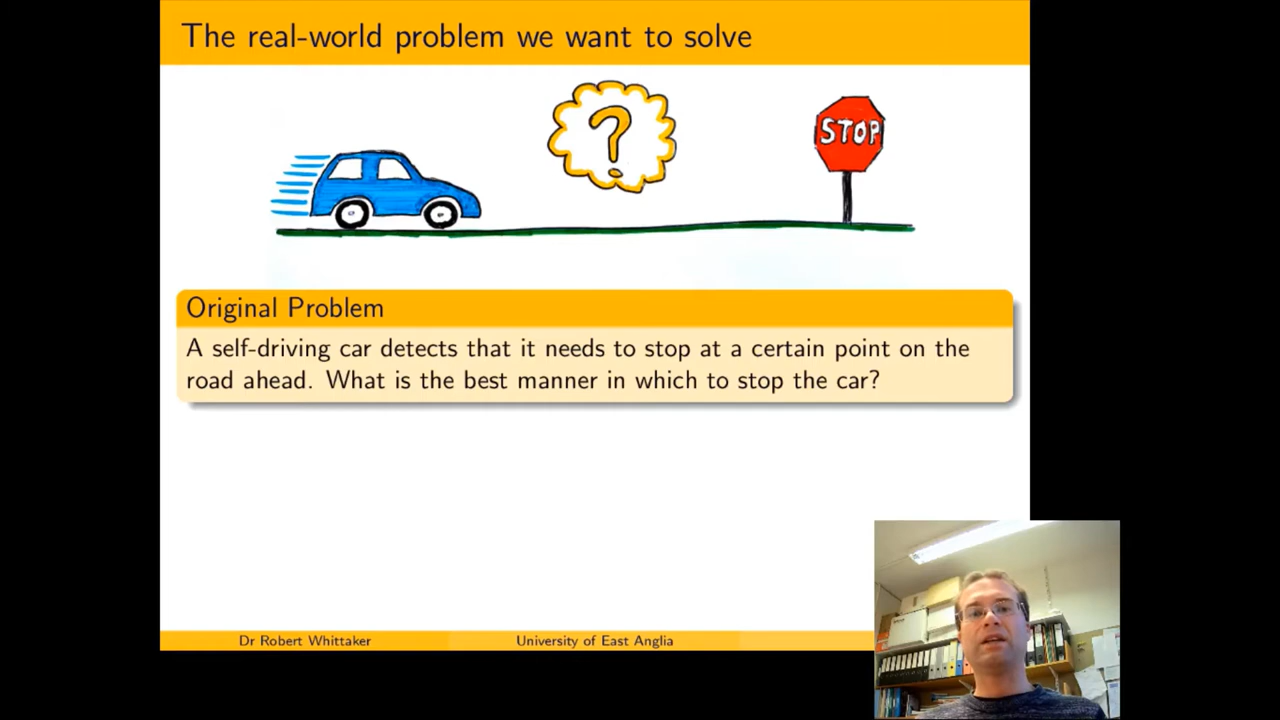 The real-world problem we want to solve
?
STOP
Original Problem
A self-driving car detects that it needs to stop at a certain point on the
road ahead. What is the best manner in which to stop the car?
Dr Robert Whittaker University of East Anglia